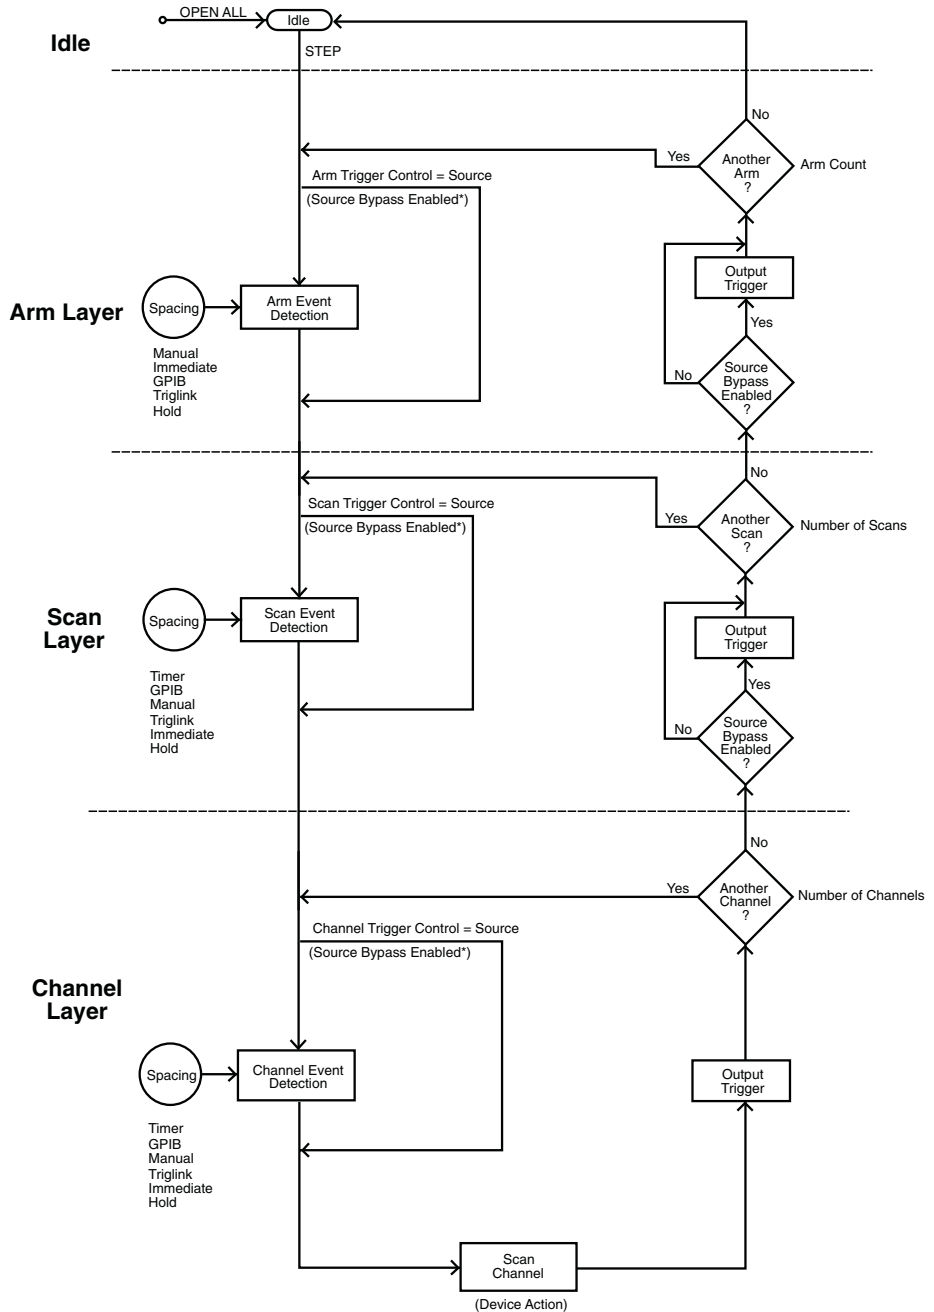 OPEN ALL
Idle
Idle
STEP
No
Another
Arm
?
Yes
Arm Count
Arm Trigger Control = Source
(Source Bypass Enabled*)
Output
Trigger
Yes
Arm Layer
Spacing
Arm Event
Detection
Manual
Immediate
GPIB
Triglink
Hold
Source
Bypass
Enabled
?
No
No
Another
Scan
?
Yes
Number of Scans
Scan Trigger Control = Source
(Source Bypass Enabled*)
Scan
Layer
Spacing
Scan Event
Detection
Output
Trigger
Yes
Timer
GPIB
Manual
Triglink
Immediate
Hold
Source
Bypass
Enabled
?
No
No
Another
Channel
?
Yes
Number of Channels
Channel Trigger Control = Source
(Source Bypass Enabled*)
Channel
Layer
Spacing
Channel Event
Detection
Output
Trigger
Timer
GPIB
Manual
Triglink
Immediate
Hold
Scan
Channel
(Device Action)